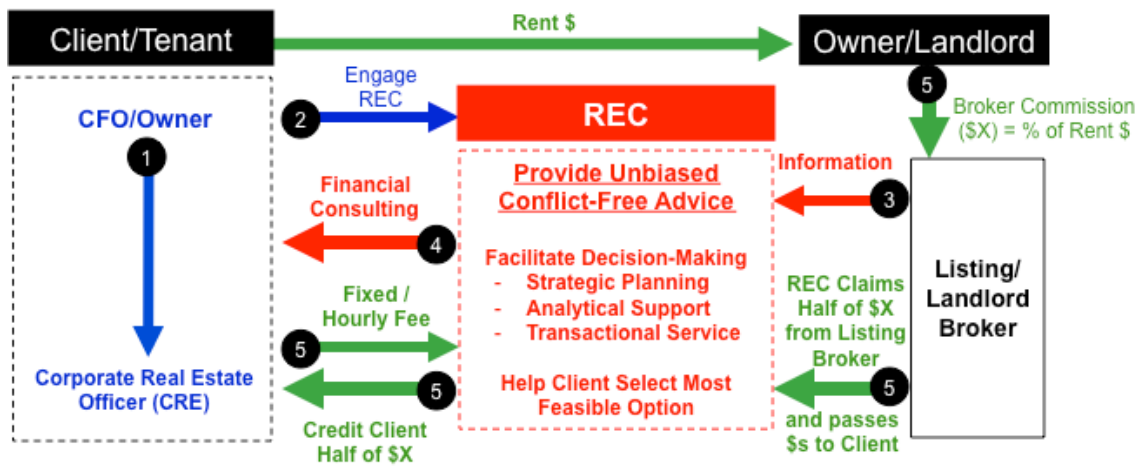 Client/Tenant
Rent $
Owner/Landlord
CFO/Owner
1
Corporate Real Estate
Officer (CRE)
2
Engage
REC
REC
5
Broker Commission
($X) = % of Rent $
Provide Unbiased
Conflict-Free Advice
Facilitate Decision-Making
- Strategic Planning
- Analytical Support
- Transactional Service
Help Client Select Most
Feasible Option
Information
3
Financial
Consulting
4
Fixed /
Hourly Fee
5
5
Credit Client
Half of $X
REC Claims
Half of $X
from Listing
Broker
5
and passes
$s to Client
Listing/
Landlord
Broker